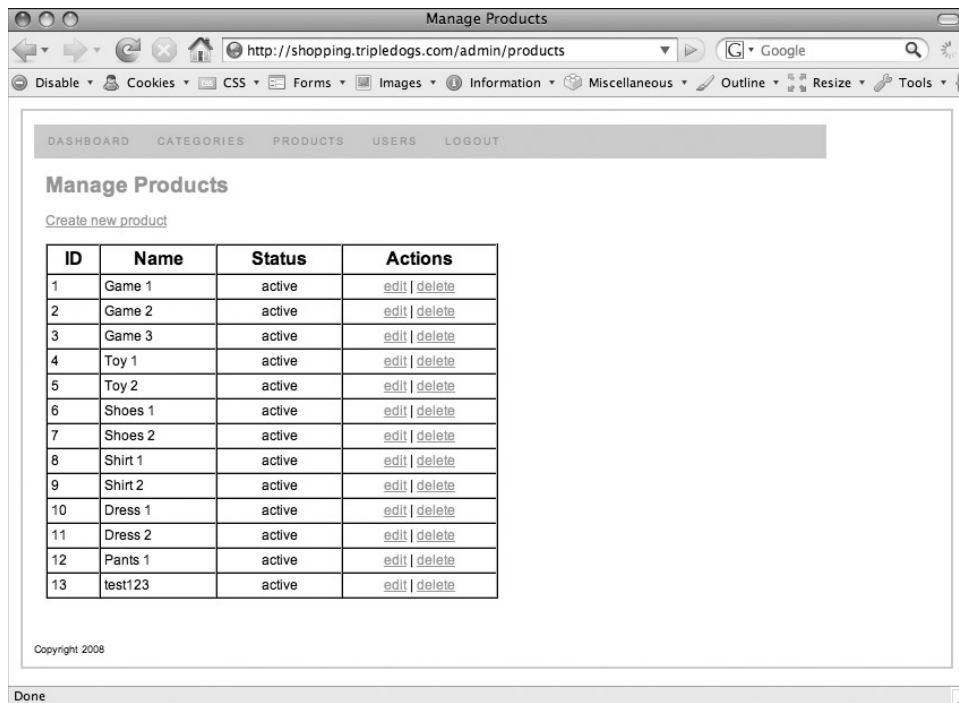 Manage Products
http://shopping.tripledogs.com/admin/products G Google
Disable Cookies CSS Forms Images Information Miscellaneous Outline Resize Tools
DASHBOARD CATEGORIES PRODUCTS USERS LOGOUT
Manage Products
Create new product
ID Name Status Actions
1 Game 1 active edit | delete
2 Game 2 active edit | delete
3 Game 3 active edit | delete
4 Toy 1 active edit | delete
5 Toy 2 active edit | delete
6 Shoes 1 active edit | delete
7 Shoes 2 active edit | delete
8 Shirt 1 active edit | delete
9 Shirt 2 active edit | delete
10 Dress 1 active edit | delete
11 Dress 2 active edit | delete
12 Pants 1 active edit | delete
13 test123 active edit | delete
Copyright 2008
Done